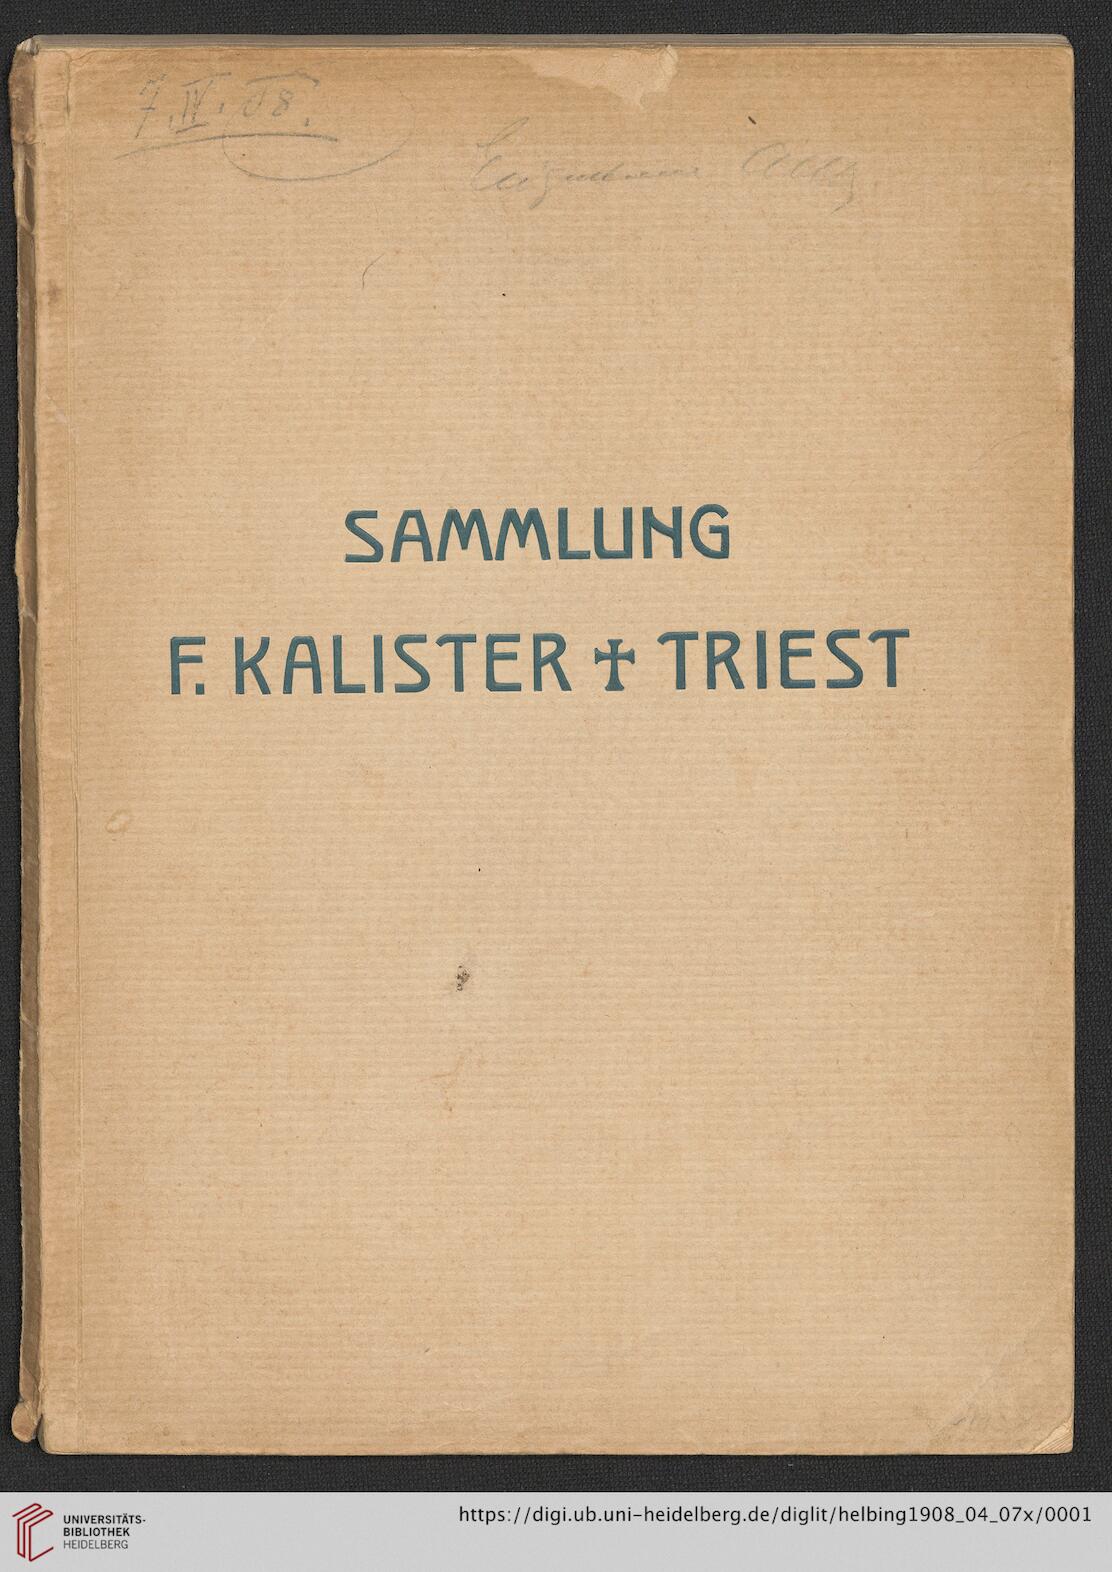 7.IV.08.
SAMMLUNG
F. KALISTER ✝ TRIEST
UNIVERSITÄTS-
BIBLIOTHEK
HEIDELBERG
https://digi.ub.uni-heidelberg.de/diglit/helbing1908_04_07x/0001